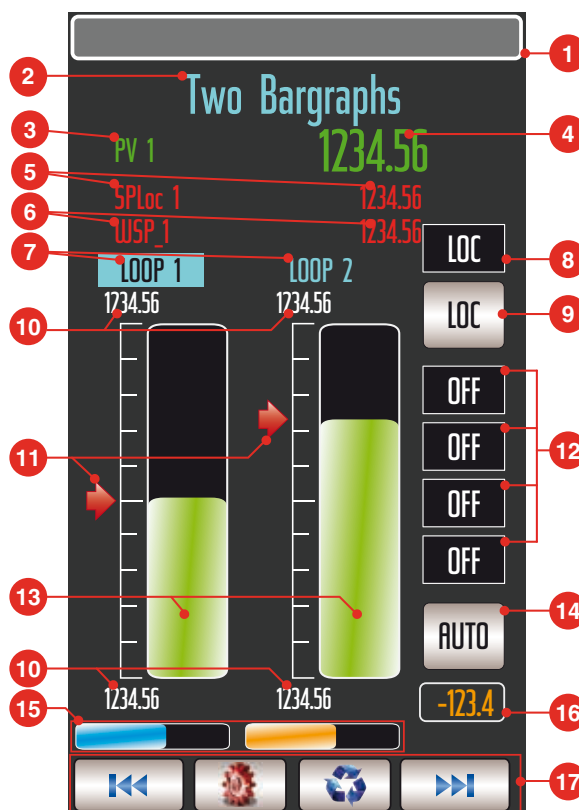 1
2
Two Bargraphs
3
PV 1
1234.56
4
5
SPLoc 1
1234.56
6
WSP_1
1234.56
7
LOOP 1
LOOP 2
LOC
8
1234.56
1234.56
10
LOC
9
OFF
11
OFF
12
OFF
OFF
13
AUTO
14
10
1234.56
1234.56
-123.4
16
15
17